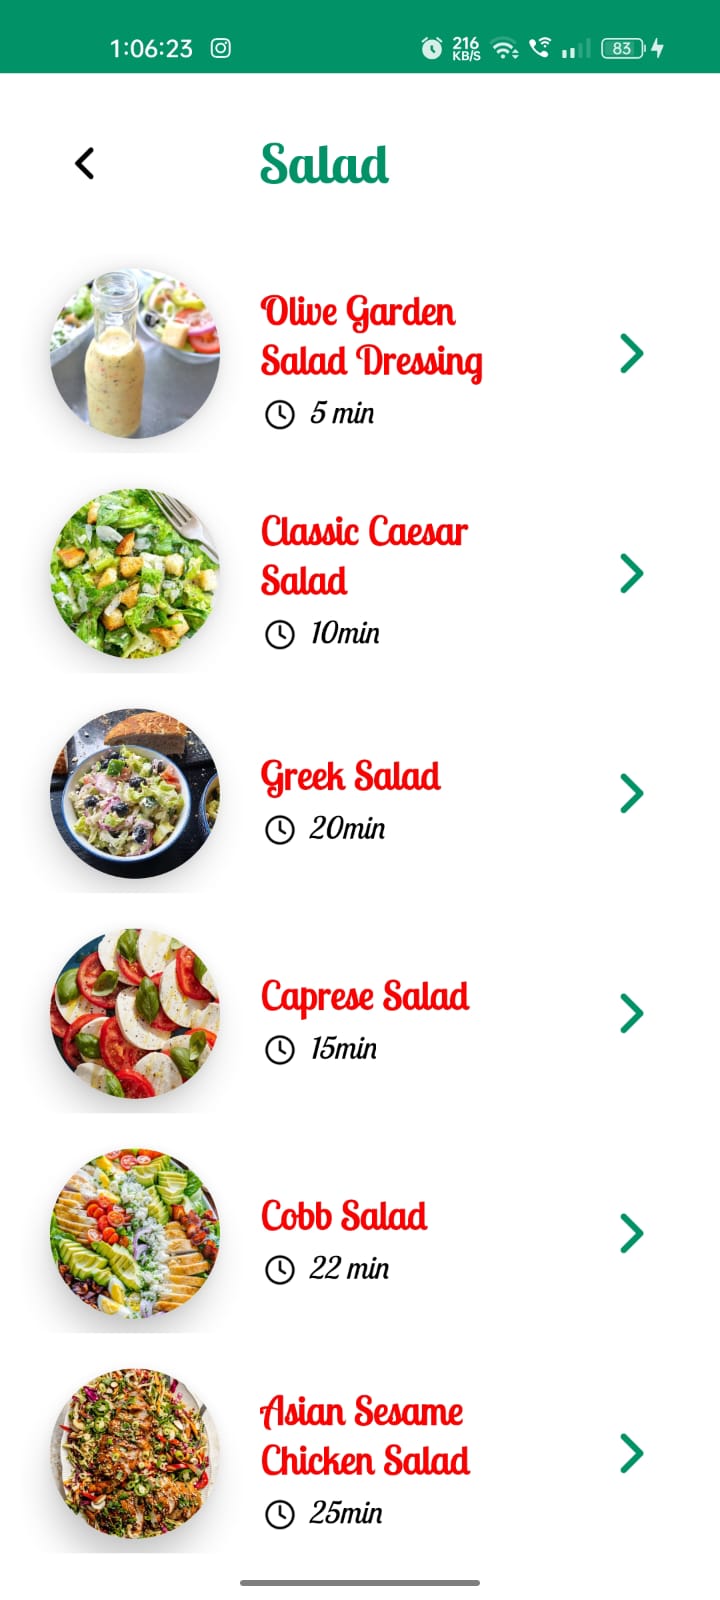 1:06:23
216
KB/S
83
Salad
Olive Garden
Salad Dressing
5 min
Classic Caesar
Salad
10min
Greek Salad
20min
Caprese Salad
15min
Cobb Salad
22 min
Asian Sesame
Chicken Salad
25min